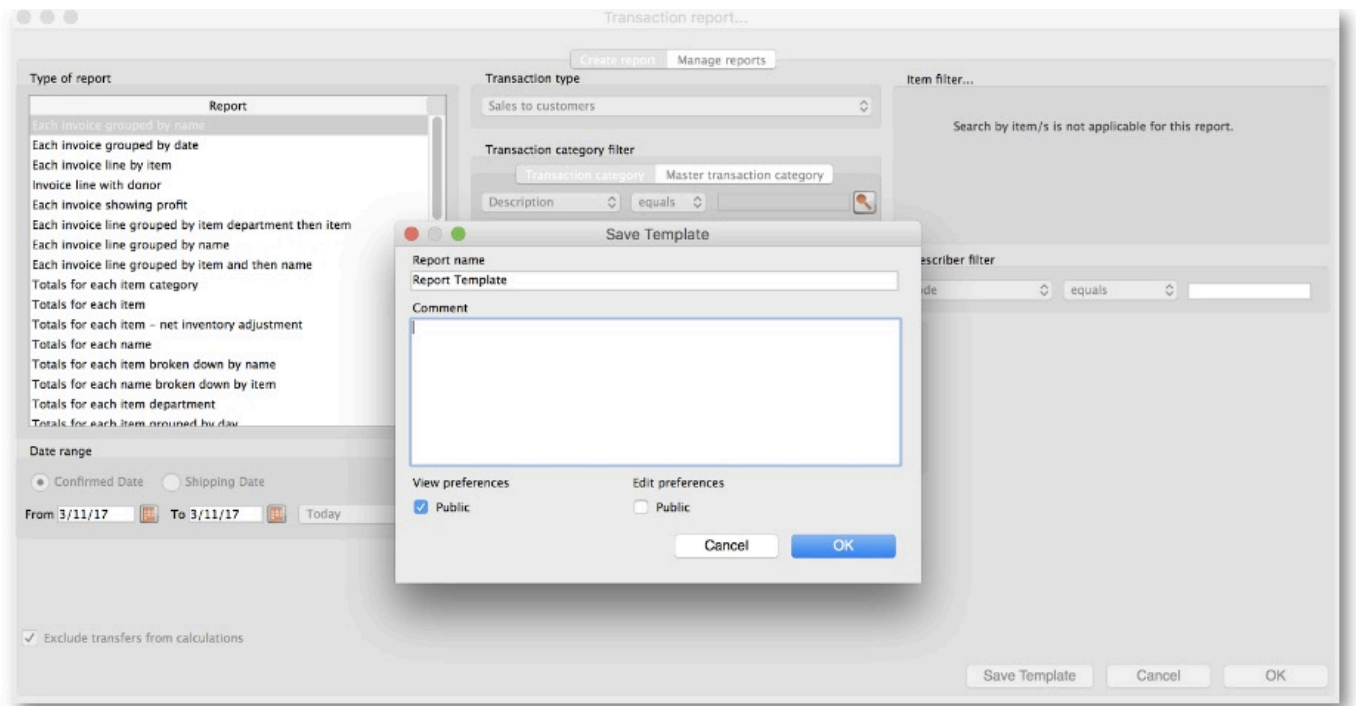 Transaction report...
Create report Manage reports
Type of report
Report
Each invoice grouped by name
Each invoice grouped by date
Each invoice line by item
Invoice line with donor
Each invoice showing profit
Each invoice line grouped by item department then item
Each invoice line grouped by name
Each invoice line grouped by item and then name
Totals for each item category
Totals for each item
Totals for each item – net inventory adjustment
Totals for each name
Totals for each item broken down by name
Totals for each name broken down by item
Totals for each item department
Totals for each item grouped by day
Date range
Confirmed Date Shipping Date
From 3/11/17 To 3/11/17 Today
Exclude transfers from calculations
Transaction type
Sales to customers
Transaction category filter
Transaction category Master transaction category
Description equals
Item filter...
Search by item/s is not applicable for this report.
escriber filter
de equals
Save Template
Report name
Report Template
Comment
View preferences Edit preferences
Public Public
Cancel OK
Save Template Cancel OK